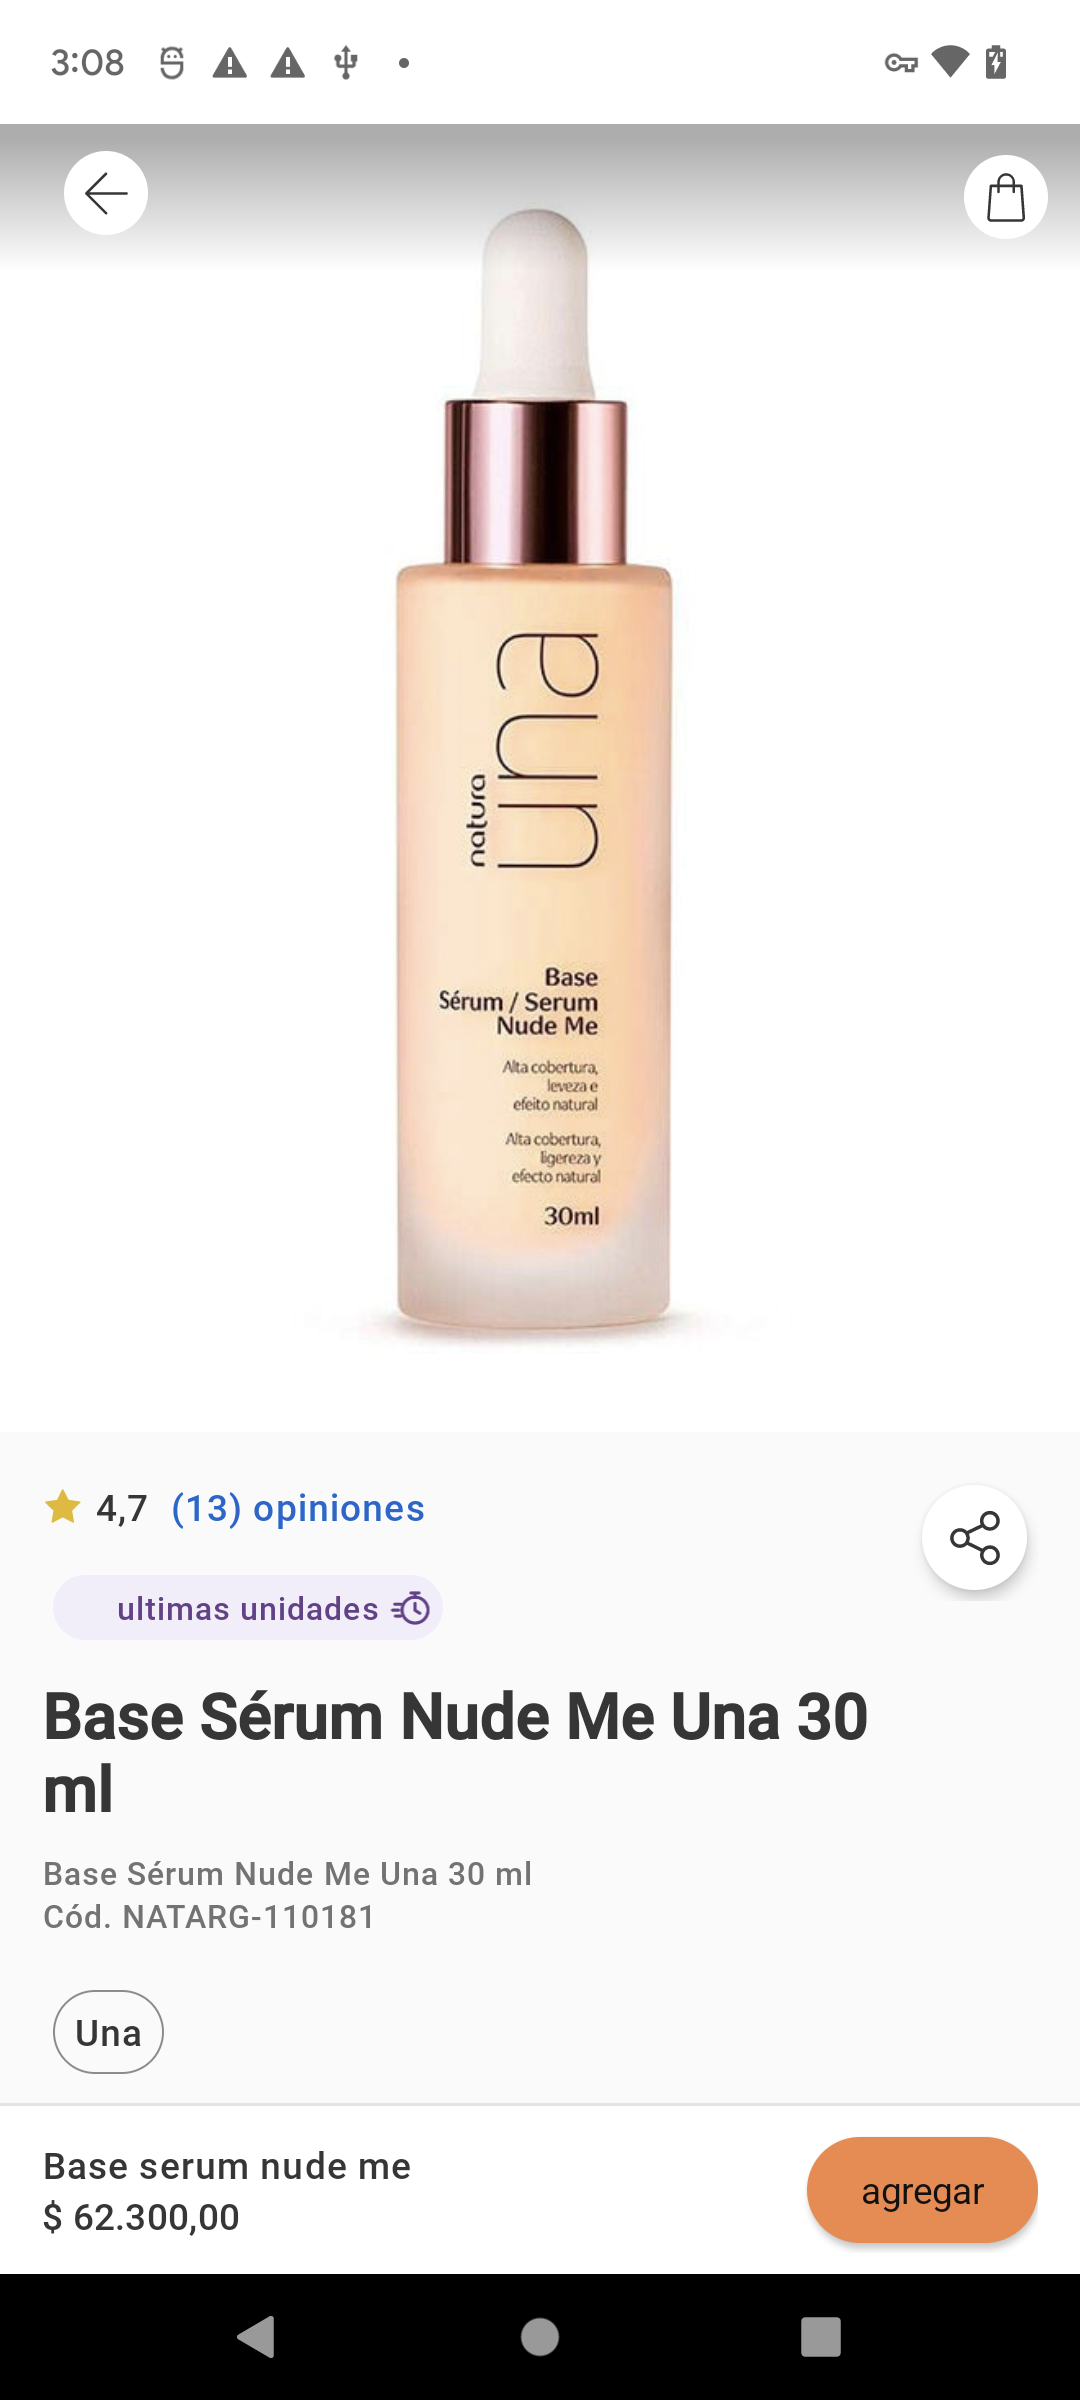 3:08
una
natura
Base
Sérum / Serum
Nude Me
Alta cobertura,
leveza e
efeito natural
Alta cobertura,
ligereza y
efecto natural
30ml
4,7 (13) opiniones
ultimas unidades
Base Sérum Nude Me Una 30
ml
Base Sérum Nude Me Una 30 ml
Cód. NATARG-110181
Una
Base serum nude me
$ 62.300,00
agregar